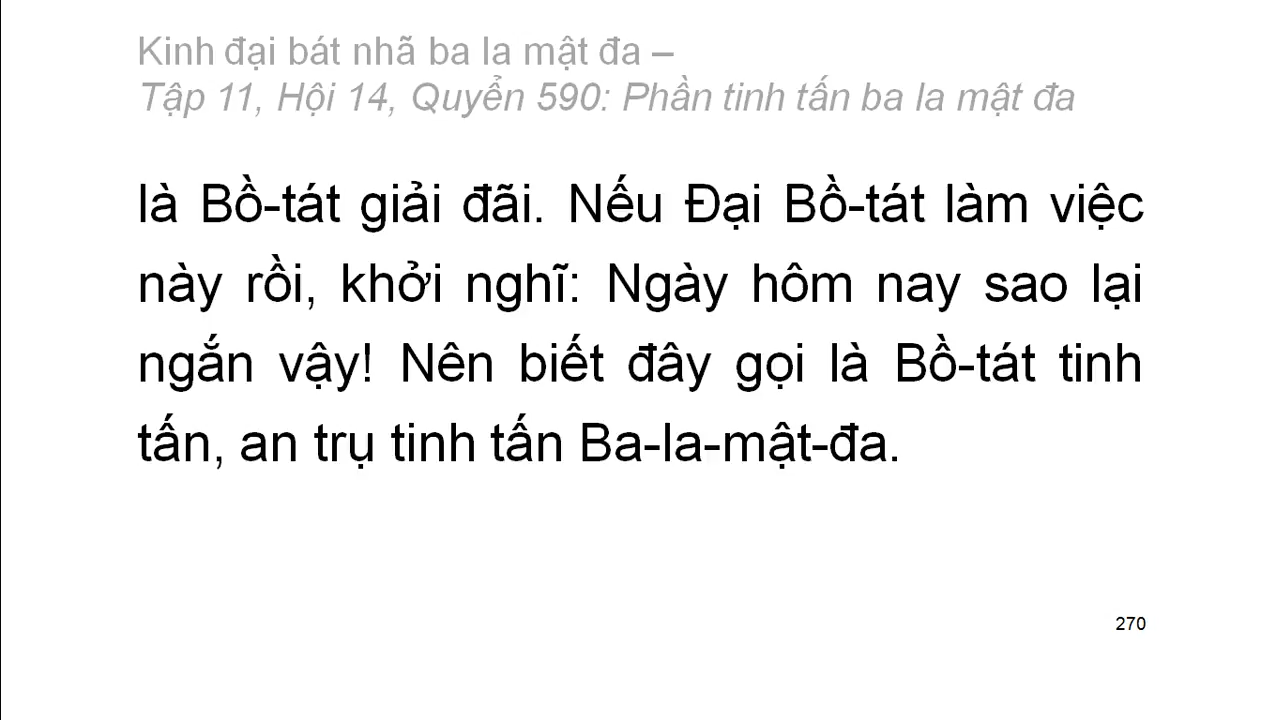 Kinh đại bát nhã ba la mật đa –
Tập 11, Hội 14, Quyển 590: Phần tinh tấn ba la mật đa
là Bồ-tát giải đãi. Nếu Đại Bồ-tát làm việc
này rồi, khởi nghĩ: Ngày hôm nay sao lại
ngắn vậy! Nên biết đây gọi là Bồ-tát tinh
tấn, an trụ tinh tấn Ba-la-mật-đa.
270